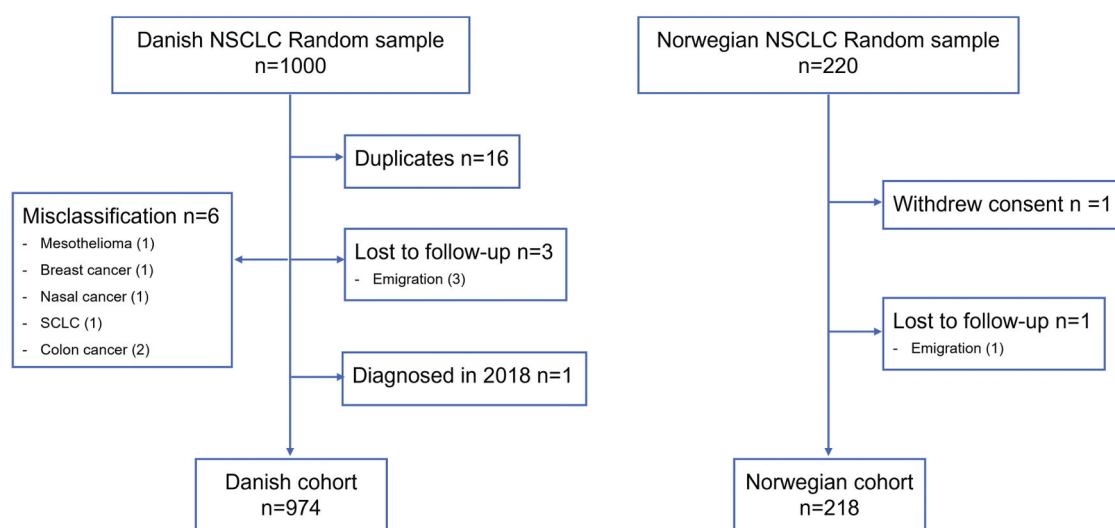 Danish NSCLC Random sample
n=1000
Norwegian NSCLC Random sample
n=220
Duplicates n=16
Misclassification n=6
- Mesothelioma (1)
- Breast cancer (1)
- Nasal cancer (1)
- SCLC (1)
- Colon cancer (2)
Lost to follow-up n=3
- Emigration (3)
Diagnosed in 2018 n=1
Withdrew consent n =1
Lost to follow-up n=1
- Emigration (1)
Danish cohort
n=974
Norwegian cohort
n=218